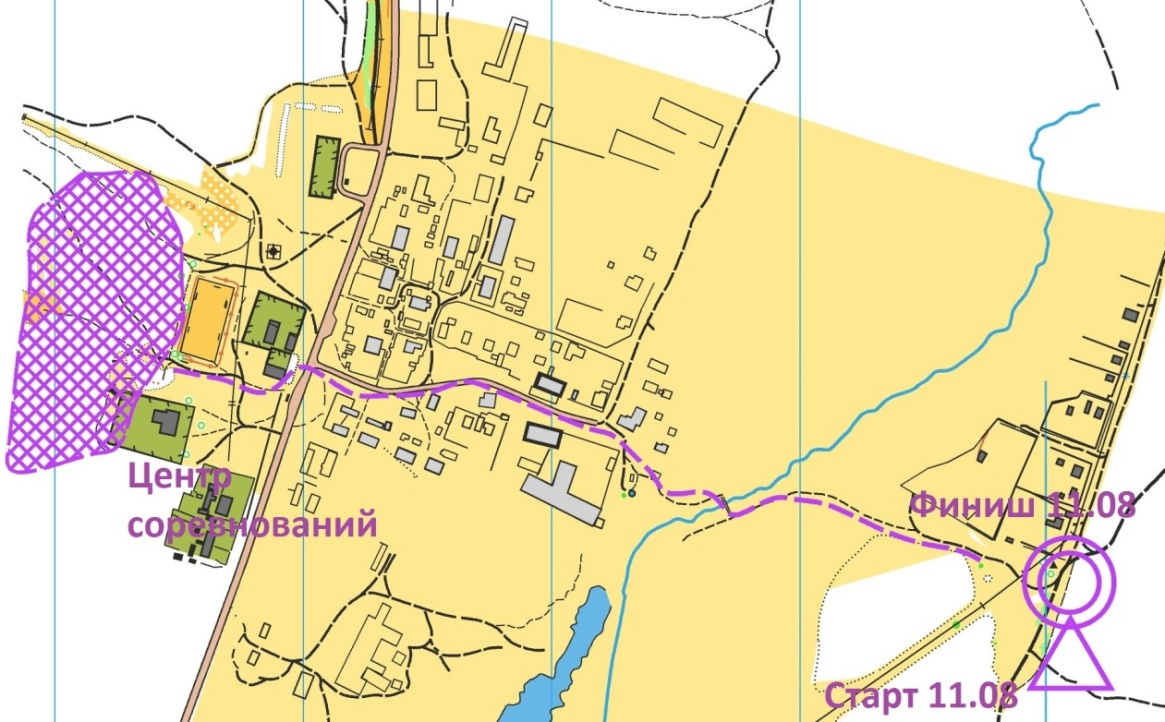 Центр
соревнований
Финиш 11.08
Старт 11.08